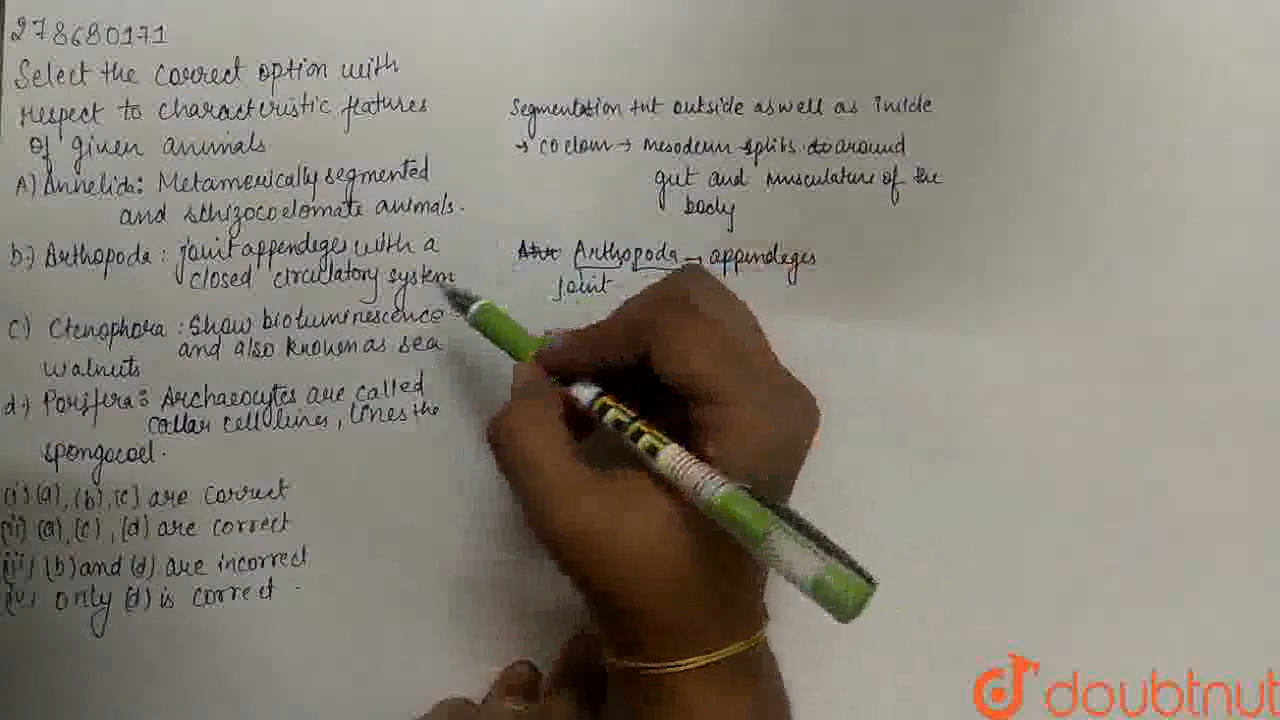 278680171
Select the correct option with
respect to characteristic features
of given animals
A) Annelida: Metamerically segmented
and schizocoelomate animals.
b:) Arthopoda : joint appendeges with a
closed circulatory system
c:) Ctenophora : Show bioluminescence
and also known as sea
walnuts
d:) Porifera: Archaeocytes are called
collar cell lines, lines the
spongocoel.
(i) (a), (b), (c) are correct
(ii) (a), (c), (d) are correct
(iii) (b) and (d) are incorrect
(iv) only (d) is correct
Segmentation tnt outside as well as inside
→ coelom → mesoderm splits around
gut and musculature of the
body
Arthopoda → appendeges
joint
doubtnut